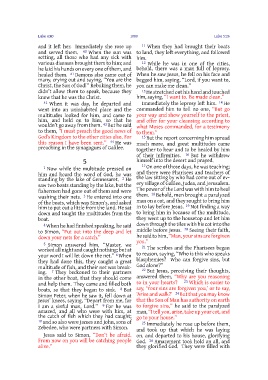 and it left her. Immediately she rose up
and served them. 40 When the sun was
setting, all those who had any sick with
various diseases brought them to him; and
he laid his hands on every one of them, and
healed them. 41 Demons also came out of
many, crying out and saying, "You are the
Christ, the Son of God!" Rebuking them, he
didn't allow them to speak, because they
knew that he was the Christ.
42 When it was day, he departed and
went into an uninhabited place and the
multitudes looked for him, and came to
him, and held on to him, so that he
wouldn't go away from them. 43 But he said
to them, "I must preach the good news of
God's Kingdom to the other cities also. For
this reason I have been sent." 44 He was
preaching in the synagogues of Galilee.
5
1 Now while the multitude pressed on
him and heard the word of God, he was
standing by the lake of Gennesaret. 2 He
saw two boats standing by the lake, but the
fishermen had gone out of them and were
washing their nets. 3 He entered into one
of the boats, which was Simon's, and asked
him to put out a little from the land. He sat
down and taught the multitudes from the
boat.
4 When he had finished speaking, he said
to Simon, "Put out into the deep and let
down your nets for a catch."
5 Simon answered him, "Master, we
worked all night and caught nothing; but at
your word I will let down the net." 6 When
they had done this, they caught a great
multitude of fish, and their net was break-
ing. 7 They beckoned to their partners
in the other boat, that they should come
and help them. They came and filled both
boats, so that they began to sink. 8 But
Simon Peter, when he saw it, fell down at
Jesus' knees, saying, "Depart from me, for
I am a sinful man, Lord." 9 For he was
amazed, and all who were with him, at
the catch of fish which they had caught;
10 and so also were James and John, sons of
Zebedee, who were partners with Simon.
Jesus said to Simon, "Don't be afraid.
From now on you will be catching people
alive."
11 When they had brought their boats
to land, they left everything, and followed
him.
12 While he was in one of the cities,
behold, there was a man full of leprosy.
When he saw Jesus, he fell on his face and
begged him, saying, "Lord, if you want to,
you can make me clean."
13 He stretched out his hand and touched
him, saying, "I want to. Be made clean."
Immediately the leprosy left him. 14 He
commanded him to tell no one, "But go
your way and show yourself to the priest,
and offer for your cleansing according to
what Moses commanded, for a testimony
to them."
15 But the report concerning him spread
much more, and great multitudes came
together to hear and to be healed by him
of their infirmities. 16 But he withdrew
himself into the desert and prayed.
17 On one of those days, he was teaching;
and there were Pharisees and teachers of
the law sitting by who had come out of ev-
ery village of Galilee, Judea, and Jerusalem.
The power of the Lord was with him to heal
them. 18 Behold, men brought a paralyzed
man on a cot, and they sought to bring him
in to lay before Jesus. 19 Not finding a way
to bring him in because of the multitude,
they went up to the housetop and let him
down through the tiles with his cot into the
middle before Jesus. 20 Seeing their faith,
he said to him, "Man, your sins are forgiven
you."
21 The scribes and the Pharisees began
to reason, saying, "Who is this who speaks
blasphemies? Who can forgive sins, but
God alone?"
22 But Jesus, perceiving their thoughts,
answered them, "Why are you reasoning
so in your hearts? 23 Which is easier to
say, 'Your sins are forgiven you,' or to say,
'Arise and walk?' 24 But that you may know
that the Son of Man has authority on earth
to forgive sins," he said to the paralyzed
man, "I tell you, arise, take up your cot, and
go to your house."
25 Immediately he rose up before them,
and took up that which he was laying
on, and departed to his house, glorifying
God. 26 Amazement took hold on all, and
they glorified God. They were filled with